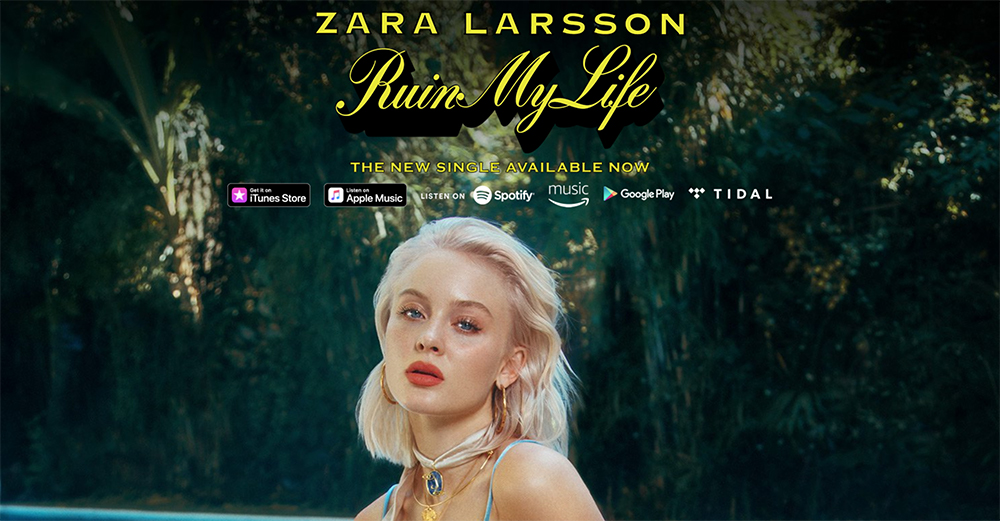 ZARA LARSSON
Ruin My Life
THE NEW SINGLE AVAILABLE NOW
Get it on
iTunes Store
Listen on
Apple Music
LISTEN ON Spotify
music
Google Play
TIDAL